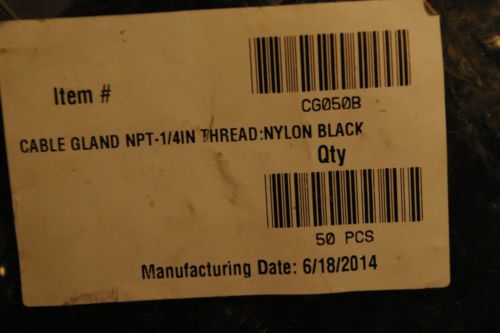 Item #
CG050B
CABLE GLAND NPT-1/4IN THREAD:NYLON BLACK
Qty
50 PCS
Manufacturing Date: 6/18/2014